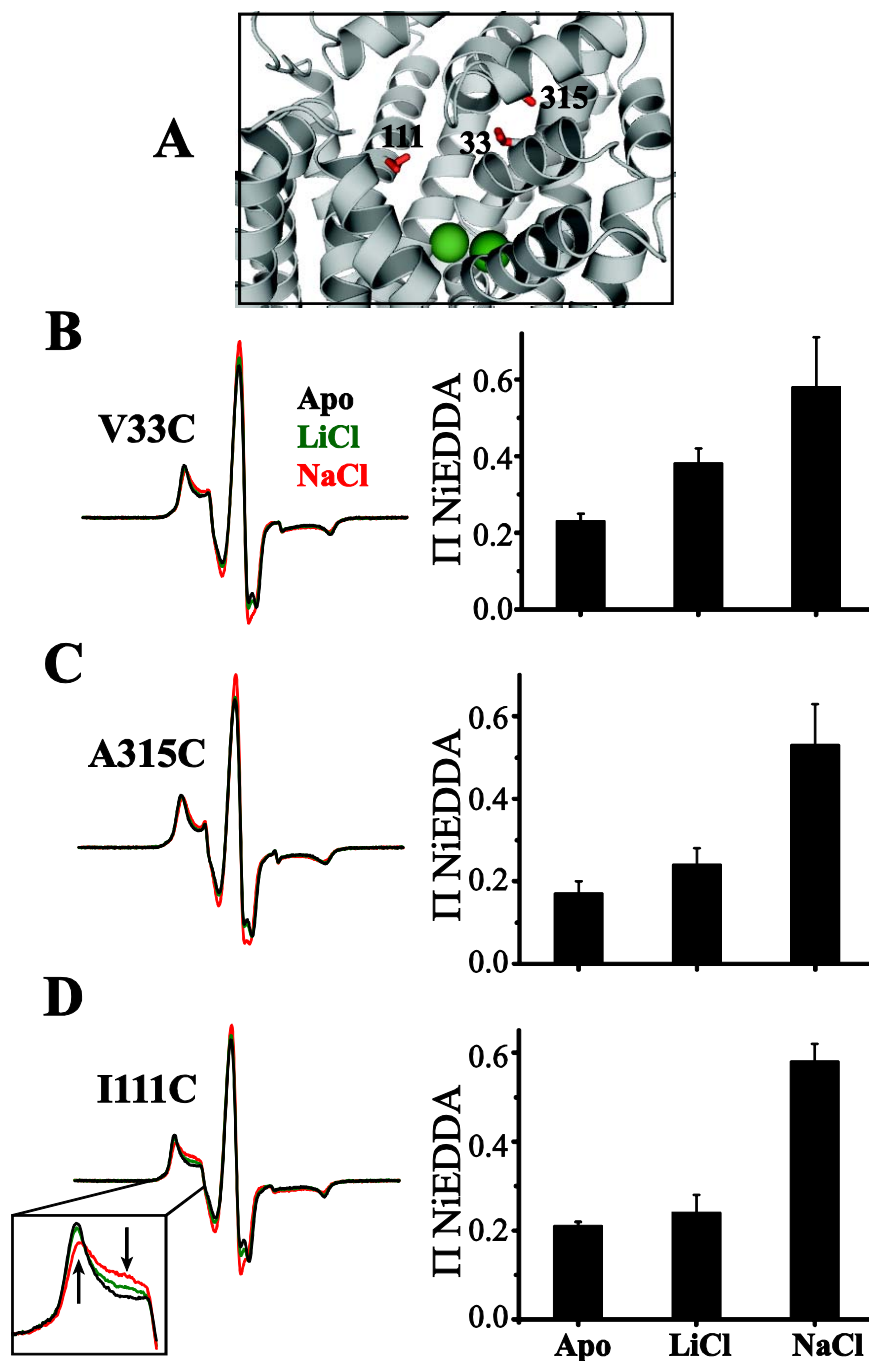 A
111
33
315
B
V33C
Apo
LiCl
NaCl
Π NiEDDA
0.6
0.4
0.2
0.0
C
A315C
Π NiEDDA
0.6
0.4
0.2
0.0
D
I111C
Π NiEDDA
0.6
0.4
0.2
0.0
Apo LiCl NaCl